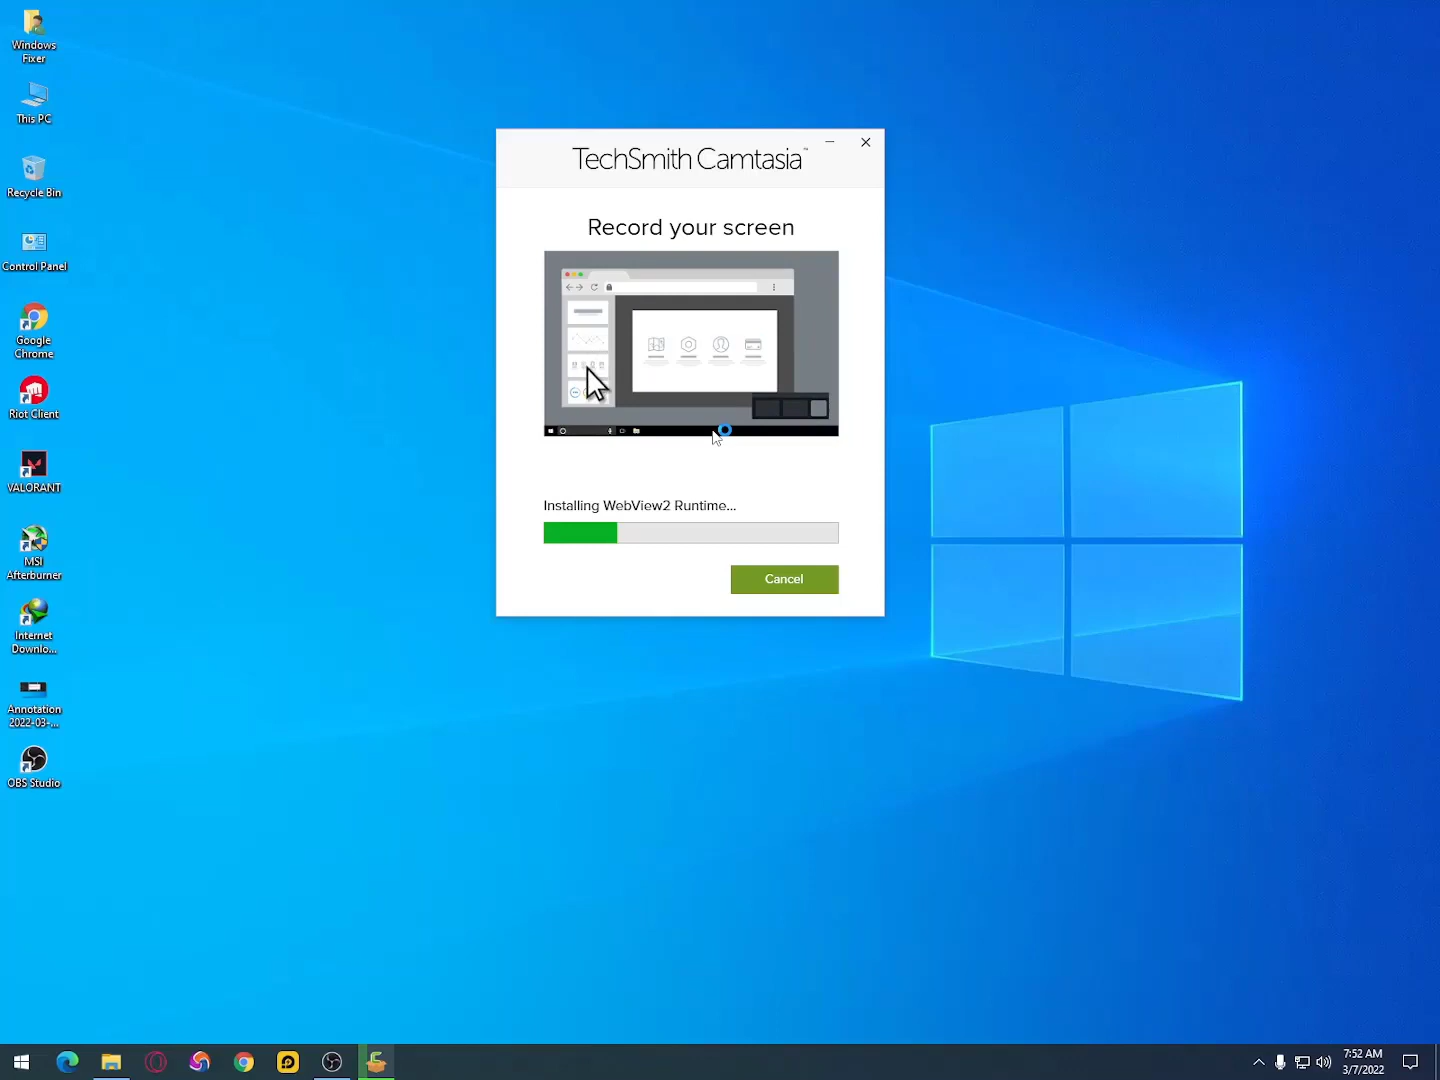 Windows
Fixer
This PC
Recycle Bin
Control Panel
Google
Chrome
Riot Client
VALORANT
MSI
Afterburner
Internet
Downlo...
Annotation
2022-03-...
OBS Studio
TechSmith Camtasia™
Record your screen
Installing WebView2 Runtime...
Cancel
7:52 AM
3/7/2022